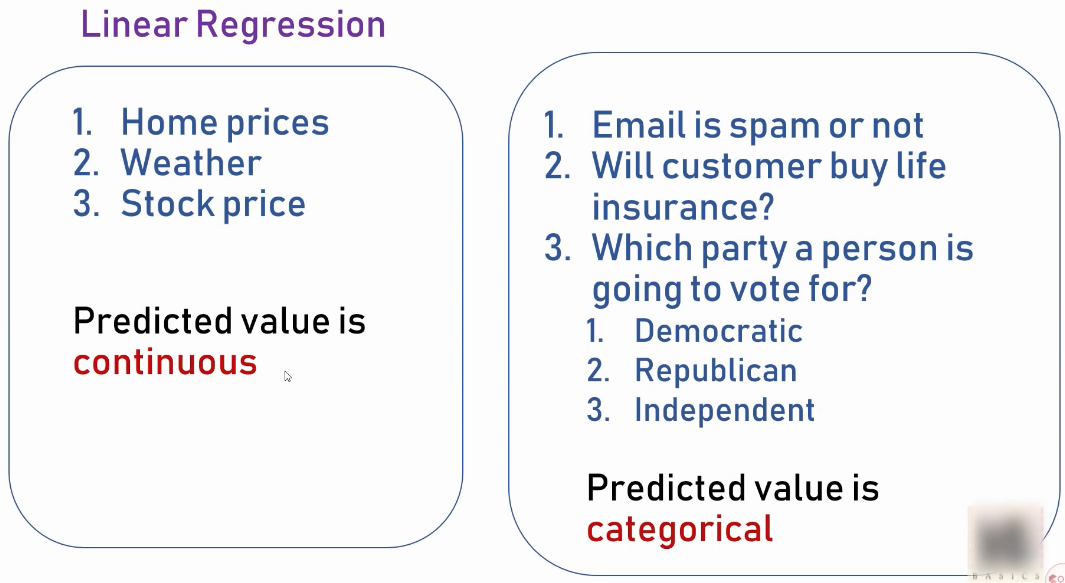 Linear Regression
1. Home prices
2. Weather
3. Stock price
Predicted value is
continuous
1. Email is spam or not
2. Will customer buy life
insurance?
3. Which party a person is
going to vote for?
1. Democratic
2. Republican
3. Independent
Predicted value is
categorical
BASICS